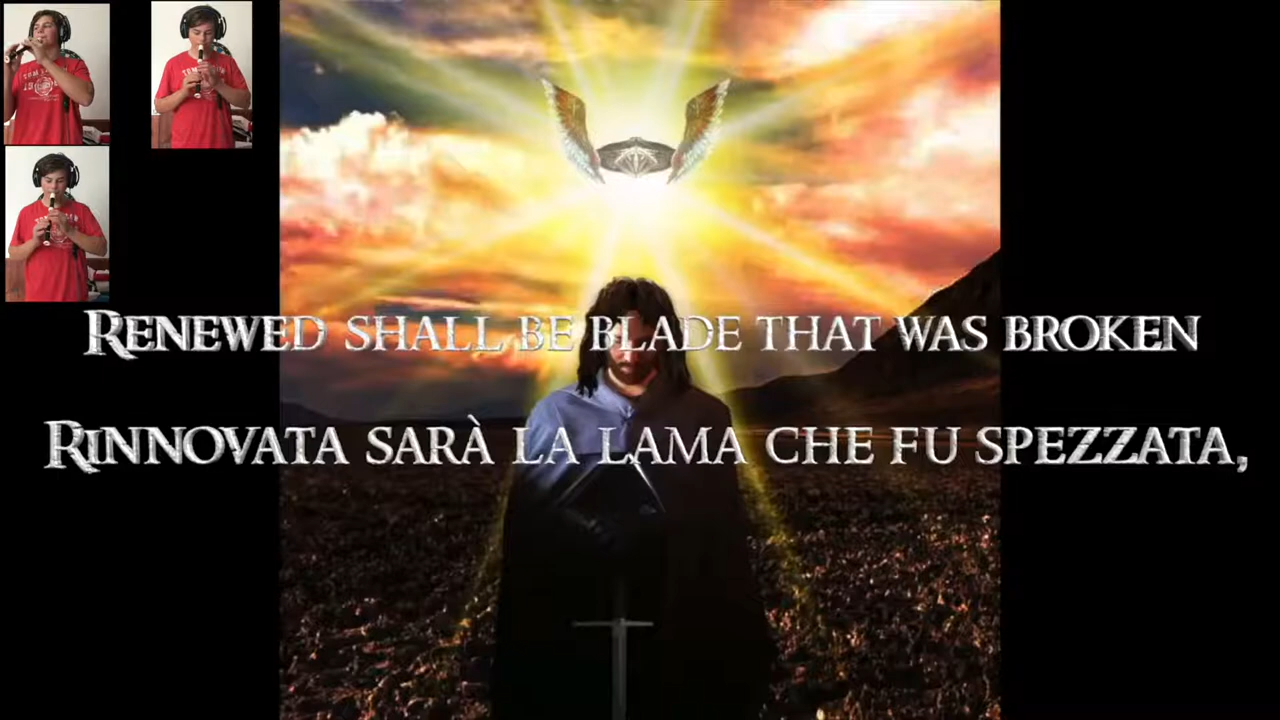 Renewed shall be blade that was broken
Rinnovata sarà la lama che fu spezzata,